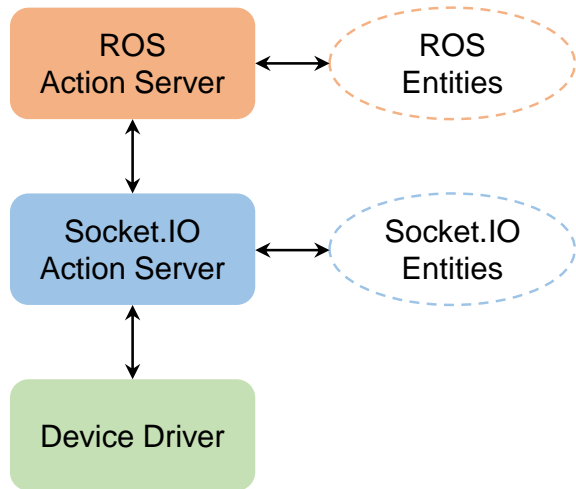 ROS
Action Server
ROS
Entities
Socket.IO
Action Server
Socket.IO
Entities
Device Driver